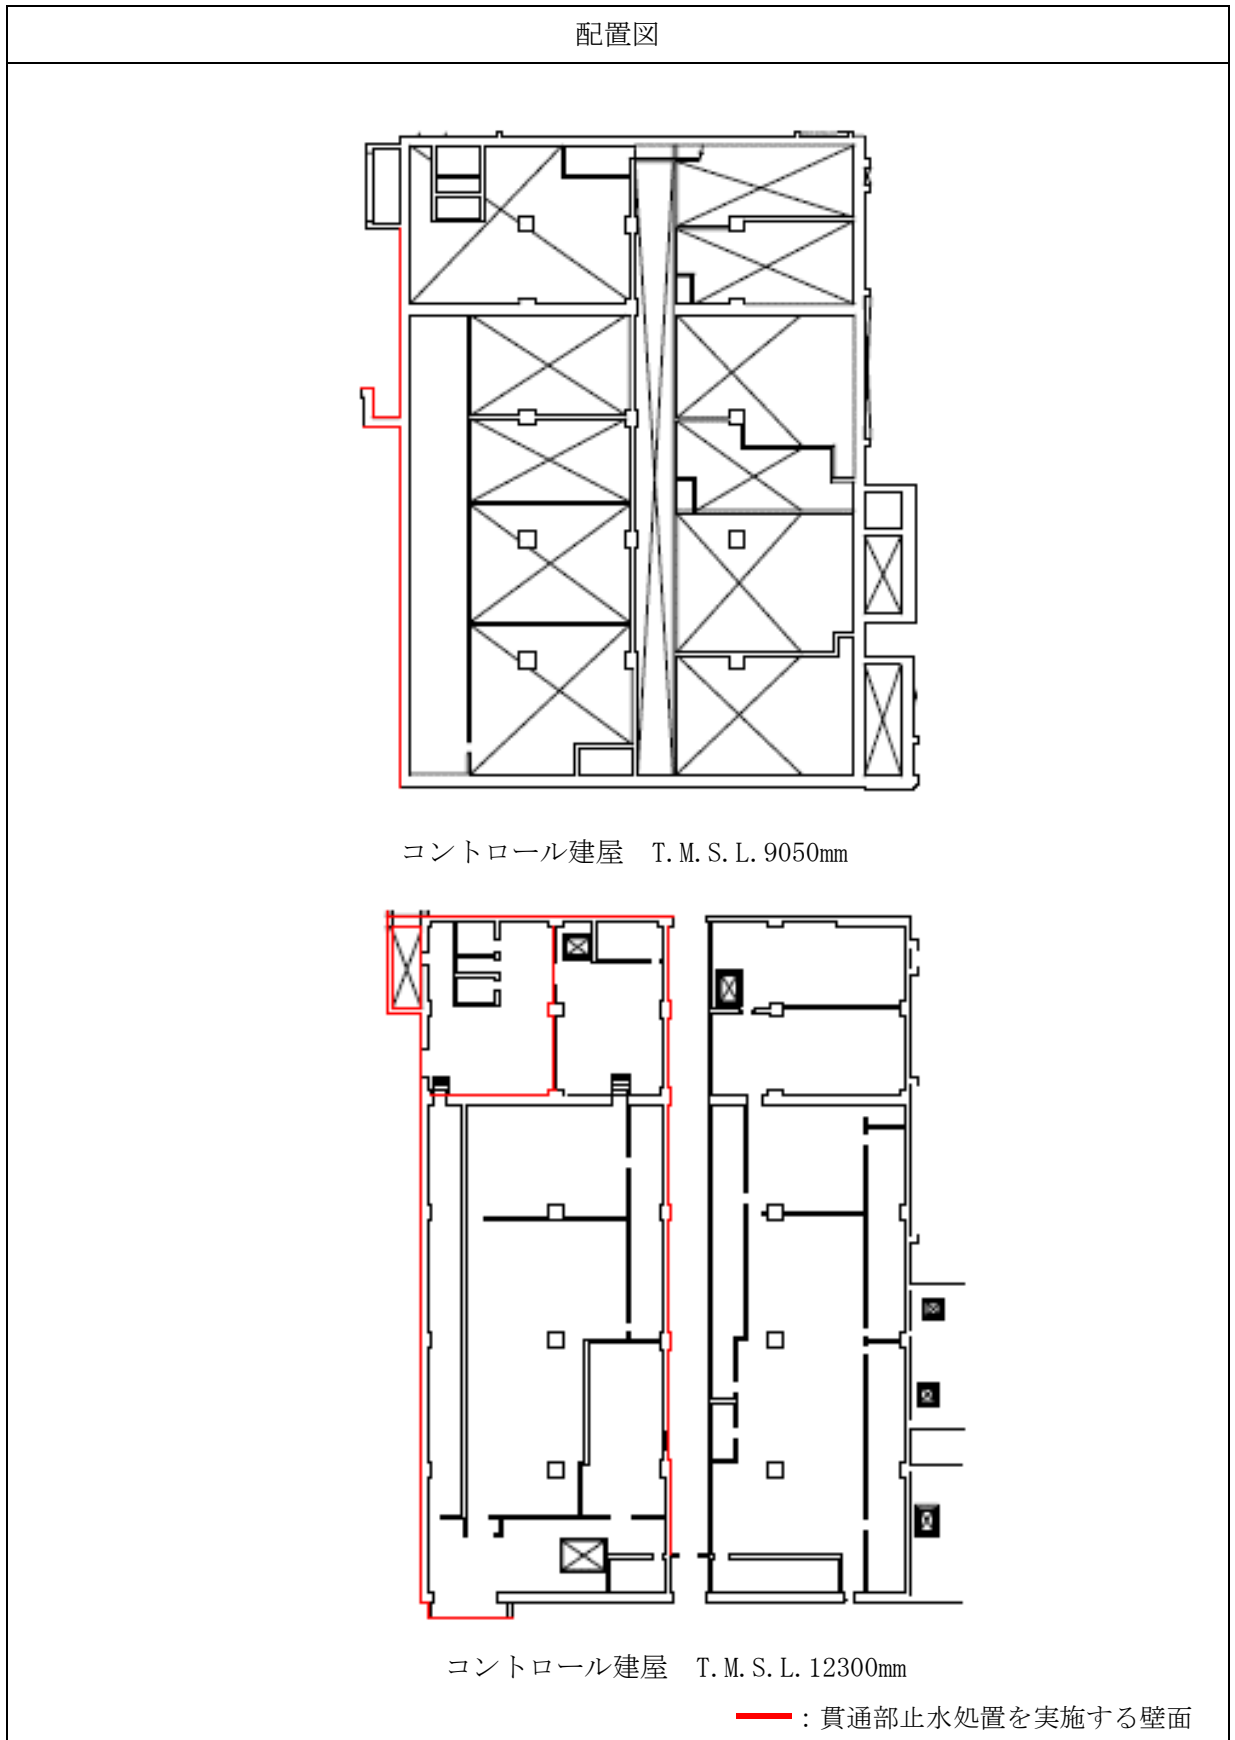 配置図
コントロール建屋　T.M.S.L.9050mm
コントロール建屋　T.M.S.L.12300mm
：貫通部止水処置を実施する壁面